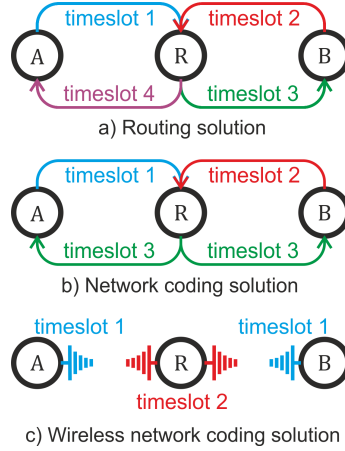 timeslot 1 timeslot 2
A R B
timeslot 4 timeslot 3
a) Routing solution
timeslot 1 timeslot 2
A R B
timeslot 3 timeslot 3
b) Network coding solution
timeslot 1 timeslot 1
A R B
timeslot 2
c) Wireless network coding solution